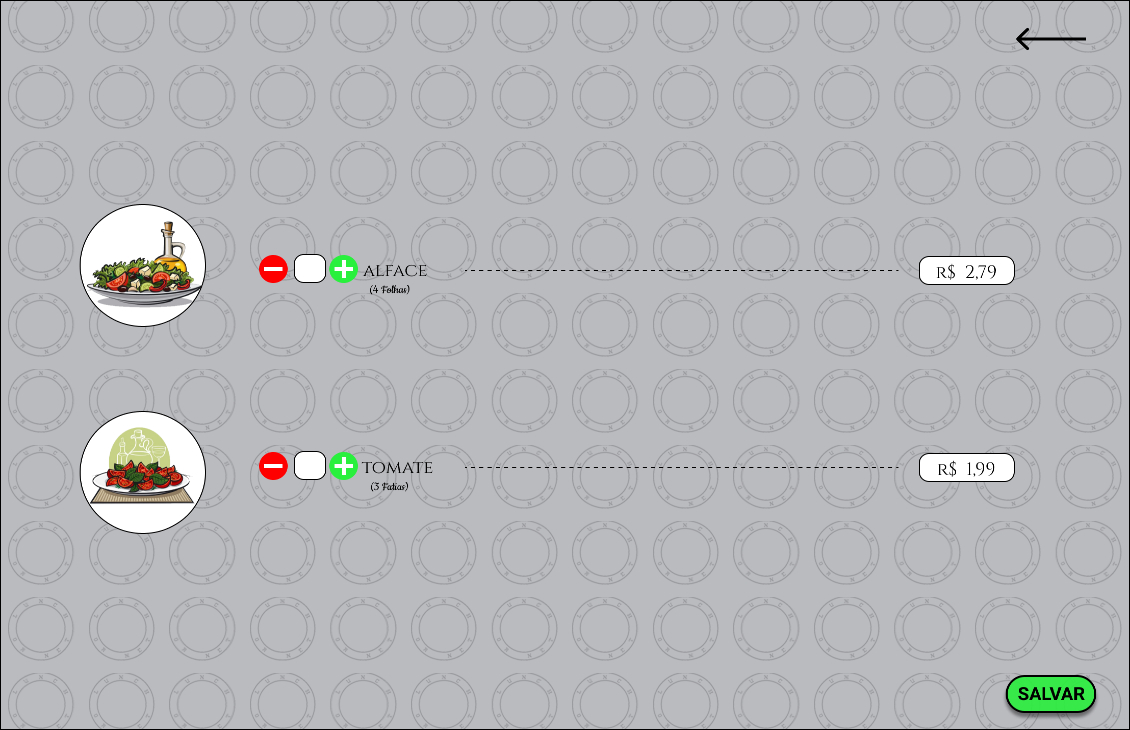 ALFACE R$ 2,79
(4 Folhas)
TOMATE R$ 1,99
(3 Fatias)
SALVAR